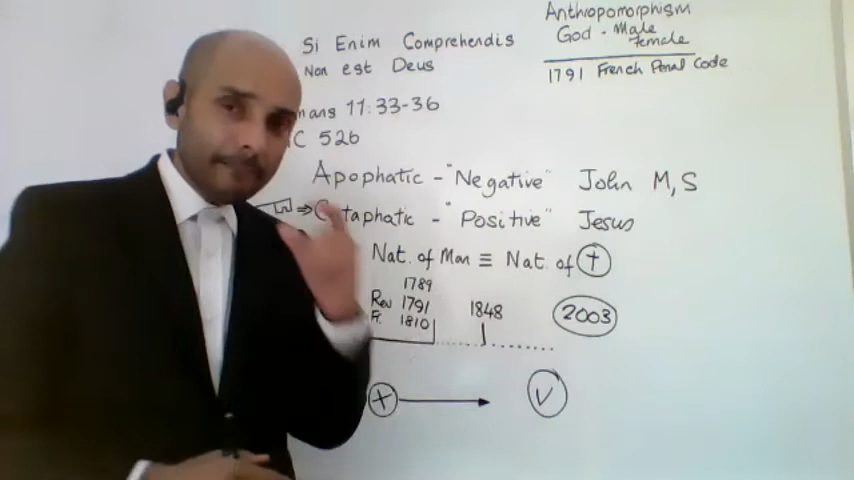 Si Enim Comprehendis
Non est Deus
Anthropomorphism
God - Male
Female
1791 French Penal Code
mans 11:33-36
C 526
Apophatic - "Negative" John M, S
Cataphatic - "Positive" Jesus
Nat. of Man ≡ Nat. of †
1789
Rev 1791
Fr. 1810
1848
2003
+
✓